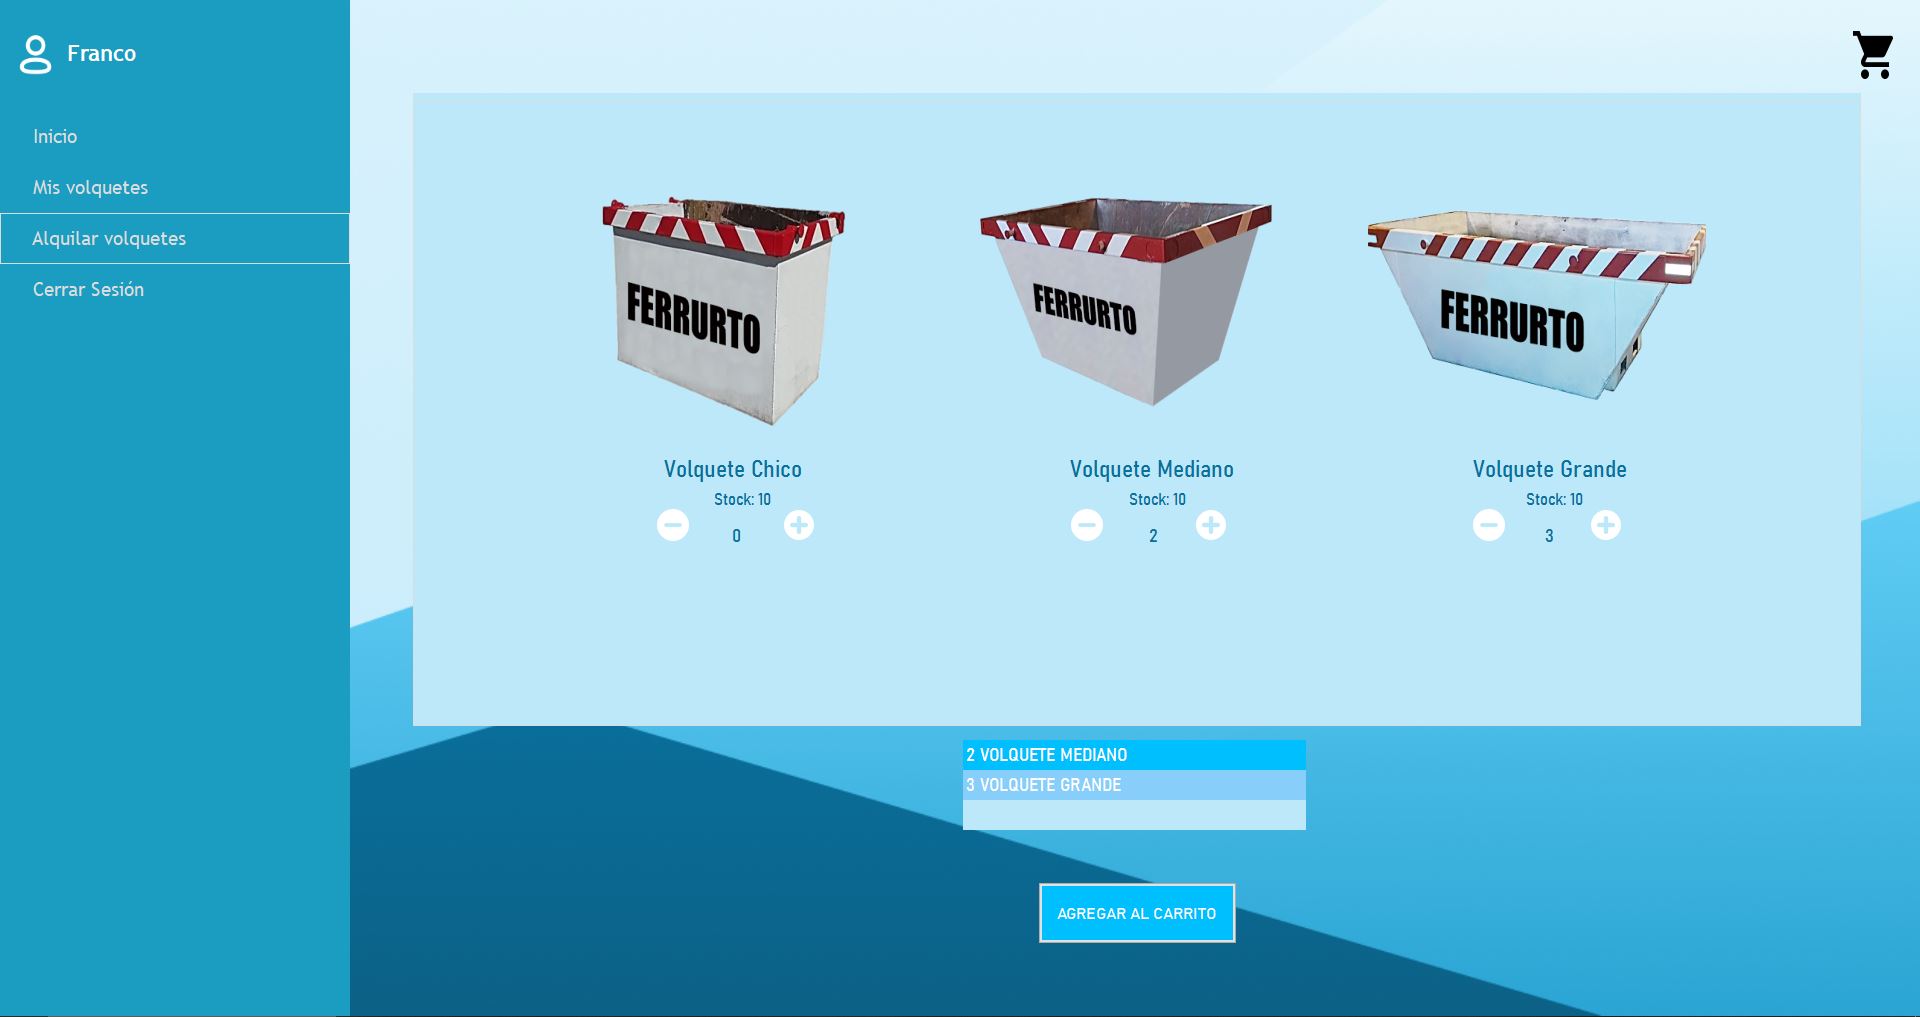 Franco
Inicio
Mis volquetes
Alquilar volquetes
Cerrar Sesión
FERRURTO
FERRURTO
FERRURTO
Volquete Chico
Stock: 10
0
Volquete Mediano
Stock: 10
2
Volquete Grande
Stock: 10
3
2 VOLQUETE MEDIANO
3 VOLQUETE GRANDE
AGREGAR AL CARRITO